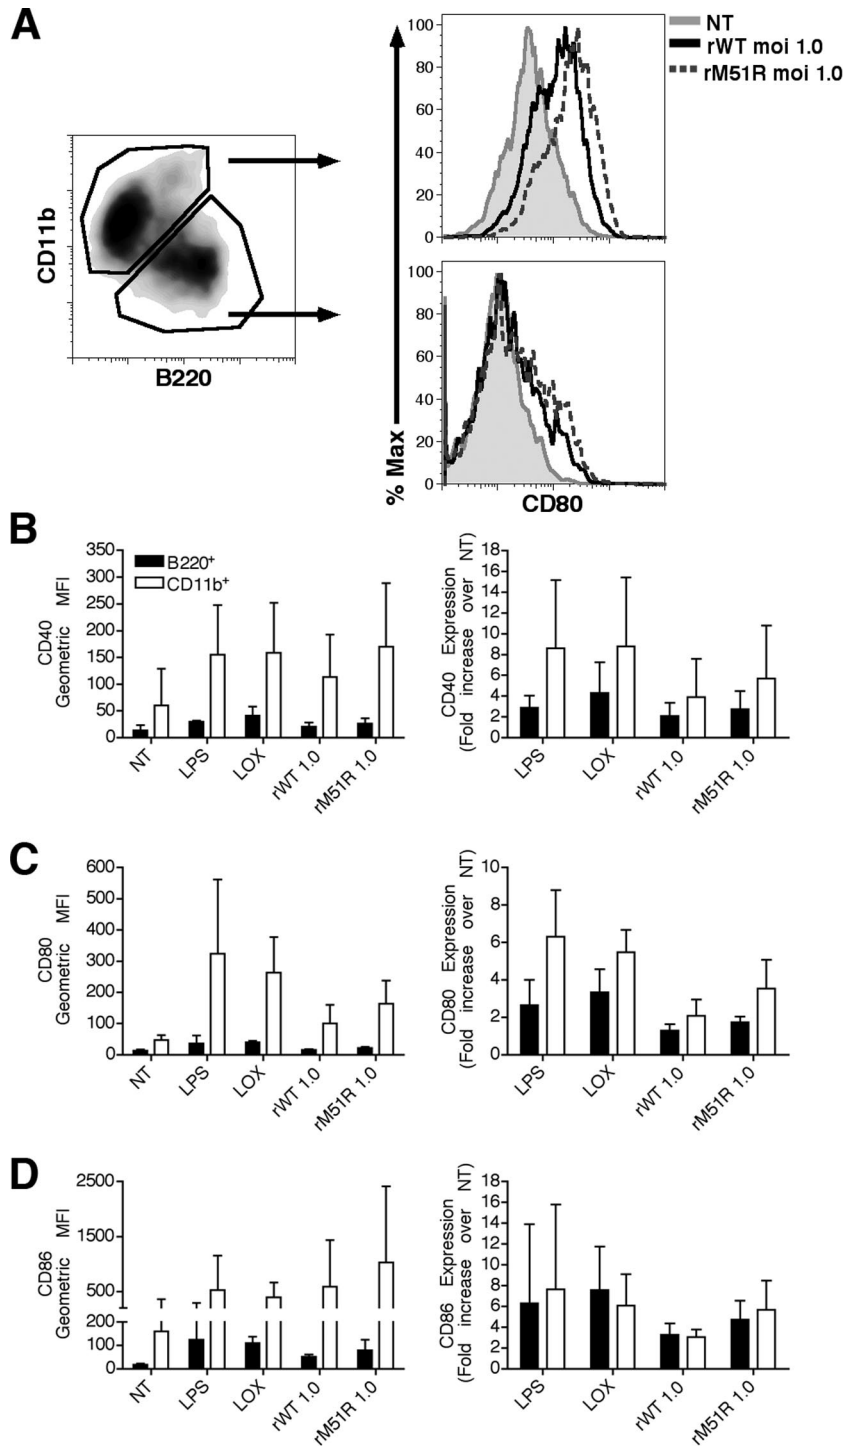 A
NT
rWT moi 1.0
rM51R moi 1.0
CD11b
B220
% Max
100
80
60
40
20
0
100
80
60
40
20
0
CD80
B
CD40 Geometric MFI
350
300
250
200
150
100
50
0
B220+
CD11b+
NT
LPS
LOX
rWT 1.0
rM51R 1.0
CD40 Expression
(Fold increase over NT)
18
16
14
12
10
8
6
4
2
0
LPS
LOX
rWT 1.0
rM51R 1.0
C
CD80
Geometric MFI
600
500
400
300
200
100
0
NT
LPS
LOX
rWT 1.0
rM51R 1.0
CD80 Expression
(Fold increase over NT)
10
8
6
4
2
0
LPS
LOX
rWT 1.0
rM51R 1.0
D
CD86
Geometric MFI
2500
1500
500
200
100
0
NT
LPS
LOX
rWT 1.0
rM51R 1.0
CD86 Expression
(Fold increase over NT)
18
16
14
12
10
8
6
4
2
0
LPS
LOX
rWT 1.0
rM51R 1.0